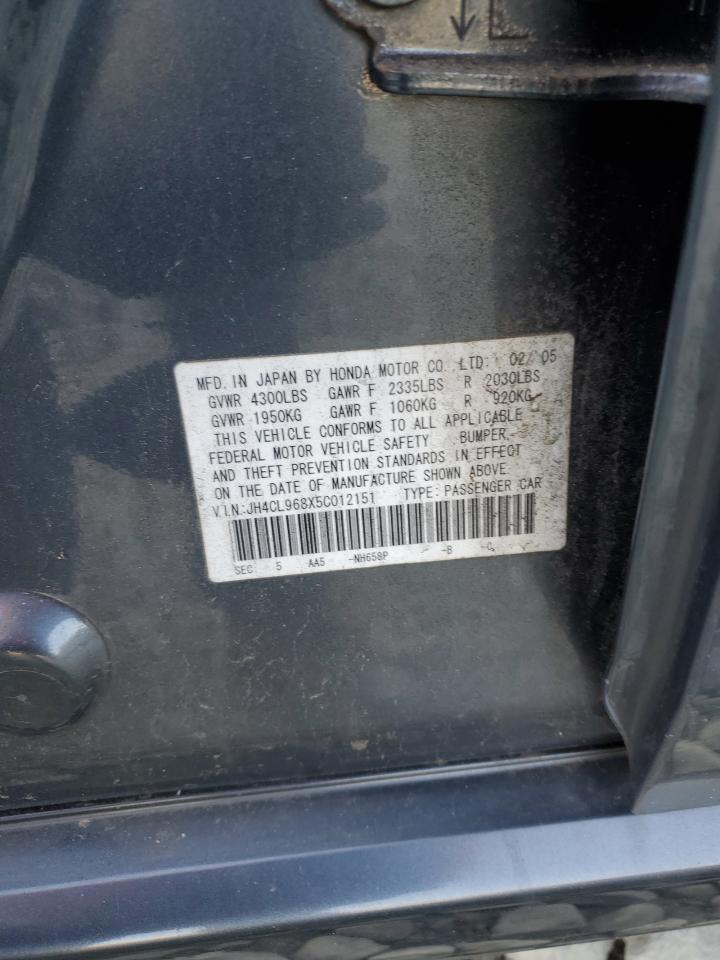 MFD. IN JAPAN BY HONDA MOTOR CO. LTD. 02/05
GVWR 4300LBS GAWR F 2335LBS R 2030LBS
GVWR 1950KG GAWR F 1060KG R 920KG
THIS VEHICLE CONFORMS TO ALL APPLICABLE
FEDERAL MOTOR VEHICLE SAFETY BUMPER,
AND THEFT PREVENTION STANDARDS IN EFFECT
ON THE DATE OF MANUFACTURE SHOWN ABOVE.
V.I.N.:JH4CL968X5C012151 TYPE: PASSENGER CAR
SEC 5 AA5 -NH658P - -B -C -